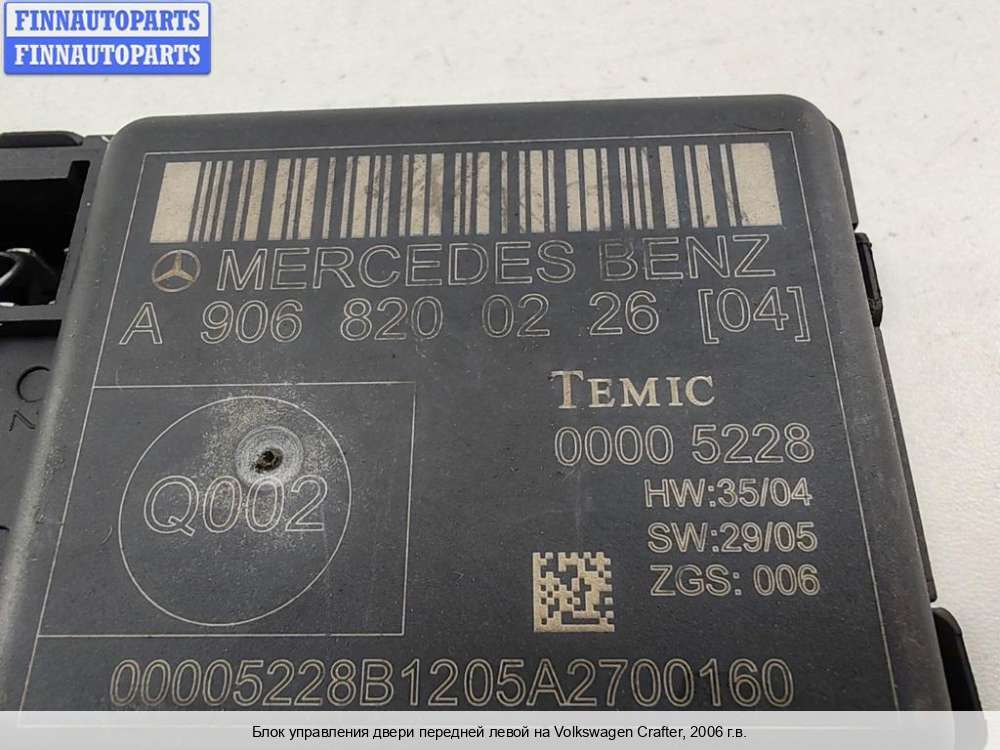 FINNAUTOPARTS
FINNAUTOPARTS
MERCEDES BENZ
A 906 820 02 26 [04]
TEMIC
0000 5228
HW:35/04
SW:29/05
ZGS: 006
Q002
00005228B1205A2700160
Блок управления двери передней левой на Volkswagen Crafter, 2006 г.в.